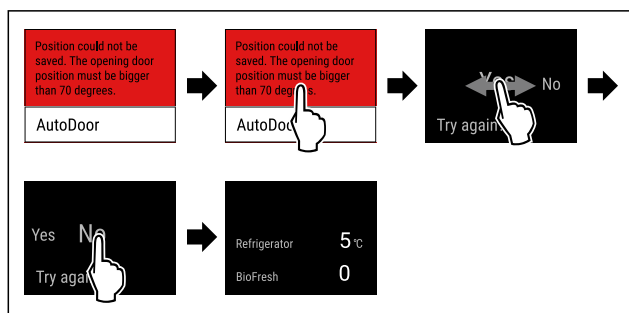 Position could not be
saved. The opening door
position must be bigger
than 70 degrees.
AutoDoor
Position could not be
saved. The opening door
position must be bigger
than 70
AutoDoor
Yes No
Try again
Yes No
Try again
Refrigerator 5 °C
BioFresh 0